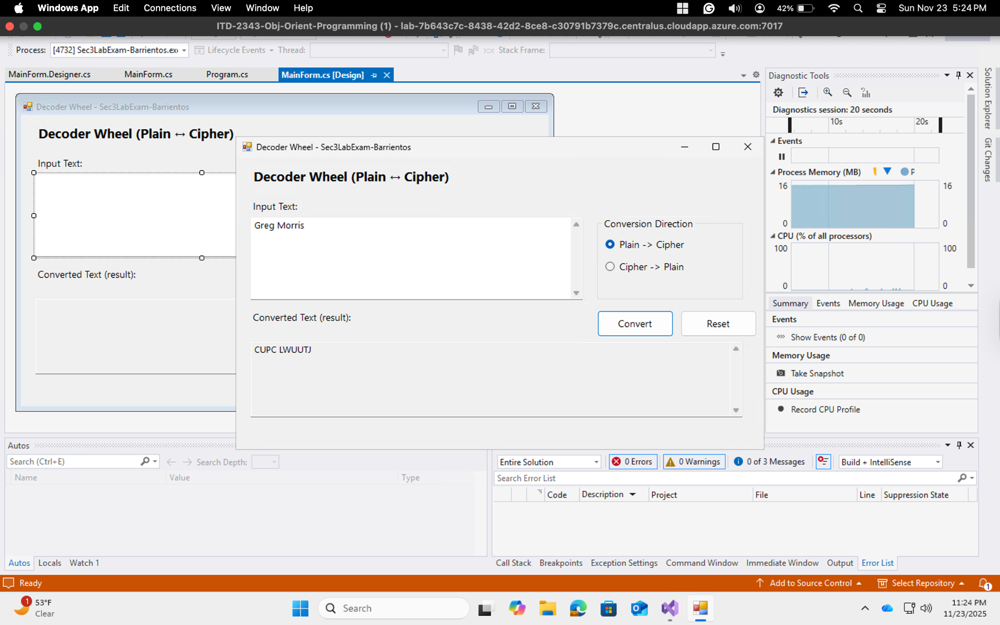 Windows App Edit Connections View Window Help 42% Sun Nov 23 5:24 PM
ITD-2343-Obj-Orient-Programming (1) - lab-7b643c7c-8438-42d2-8ce8-c30791b7379c.centralus.cloudapp.azure.com:7017
Process: [4732] Sec3LabExam-Barrientos.exe Lifecycle Events Thread: Stack Frame:
MainForm.Designer.cs MainForm.cs Program.cs MainForm.cs [Design]
Decoder Wheel - Sec3LabExam-Barrientos
Decoder Wheel (Plain ↔ Cipher)
Input Text:
Converted Text (result):
Decoder Wheel - Sec3LabExam-Barrientos
Decoder Wheel (Plain ↔ Cipher)
Input Text:
Greg Morris
Conversion Direction
Plain -> Cipher
Cipher -> Plain
Converted Text (result):
Convert Reset
CUPC LWUUTJ
Diagnostic Tools
Diagnostics session: 20 seconds
10s 20s
Events
Process Memory (MB) P
16 16
0 0
CPU (% of all processors)
100 100
0 0
Summary Events Memory Usage CPU Usage
Events
Show Events (0 of 0)
Memory Usage
Take Snapshot
CPU Usage
Record CPU Profile
Solution Explorer
Git Changes
Autos
Search (Ctrl+E) Search Depth:
Name Value Type
Autos Locals Watch 1
Entire Solution 0 Errors 0 Warnings 0 of 3 Messages Build + IntelliSense
Search Error List
Code Description Project File Line Suppression State
Call Stack Breakpoints Exception Settings Command Window Immediate Window Output Error List
Ready Add to Source Control Select Repository 1
1 53°F
Clear
Search
11:24 PM
11/23/2025